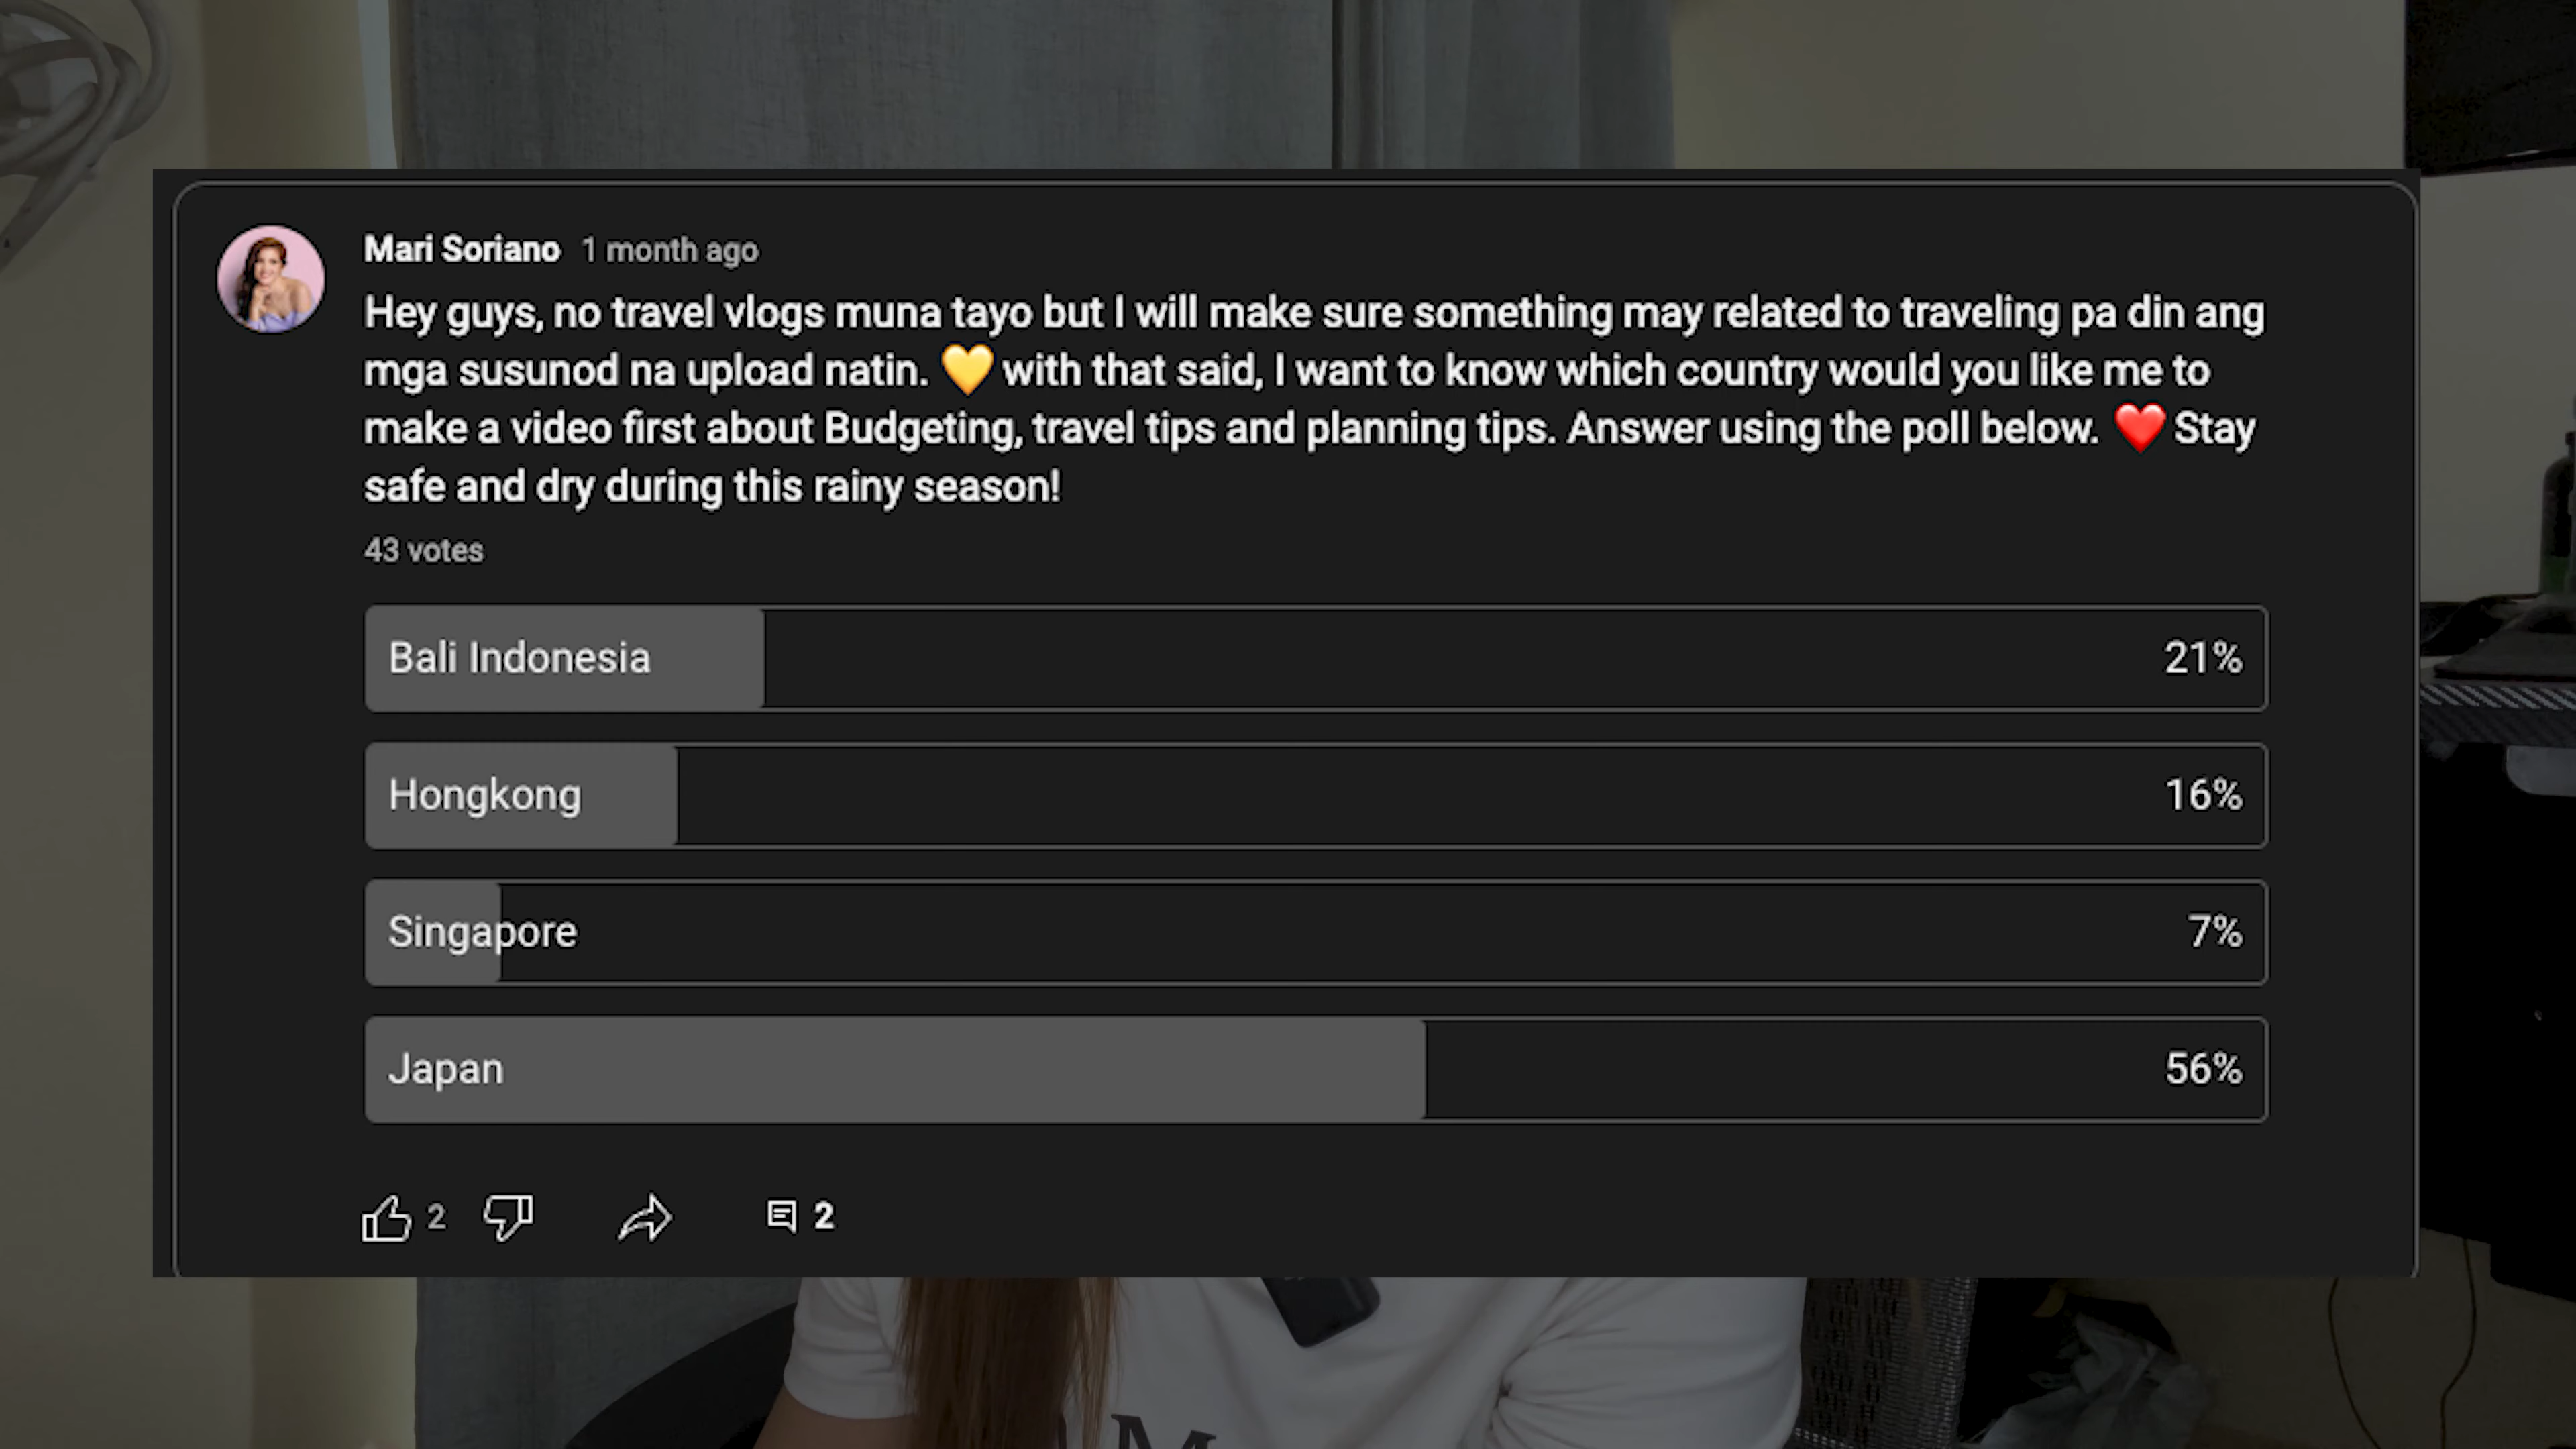 Mari Soriano 1 month ago
Hey guys, no travel vlogs muna tayo but I will make sure something may related to traveling pa din ang
mga susunod na upload natin. 💛 with that said, I want to know which country would you like me to
make a video first about Budgeting, travel tips and planning tips. Answer using the poll below. ❤️ Stay
safe and dry during this rainy season!
43 votes
Bali Indonesia 21%
Hongkong 16%
Singapore 7%
Japan 56%
2 2